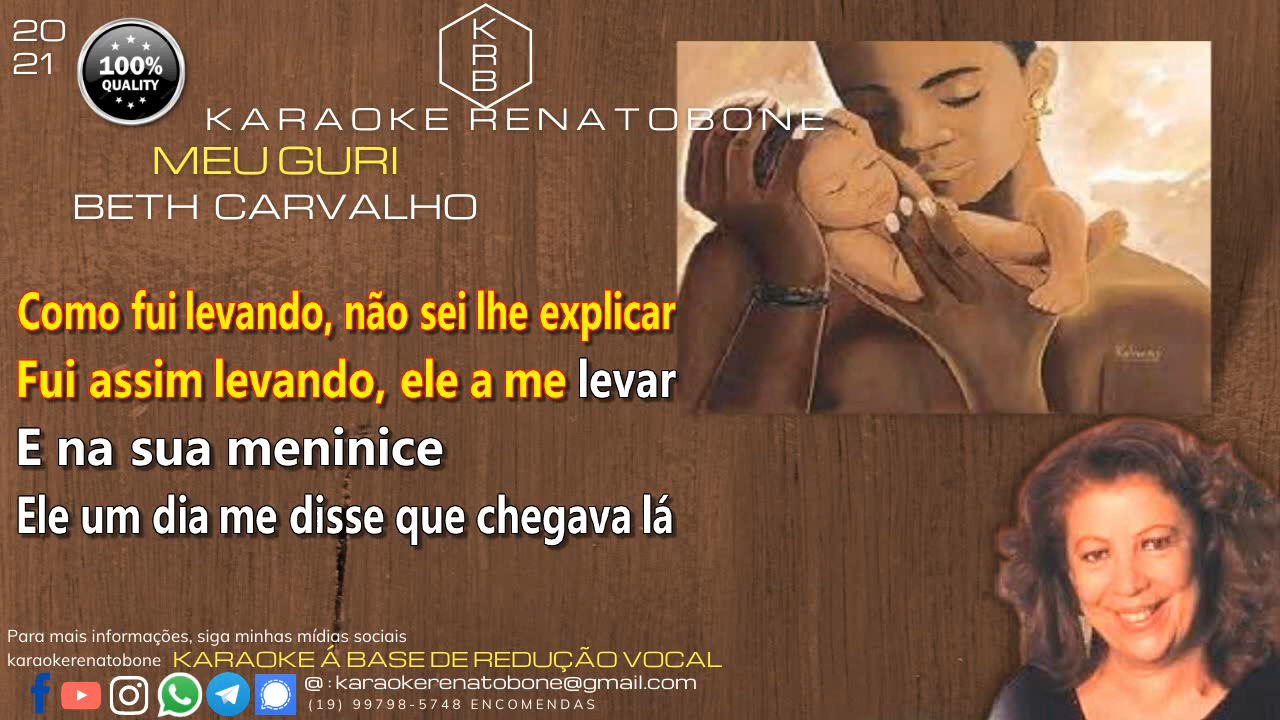 20
21
100%
QUALITY
K
R
B
KARAOKE RENATOBONE
MEU GURI
BETH CARVALHO
Como fui levando, não sei lhe explicar
Fui assim levando, ele a me levar
E na sua meninice
Ele um dia me disse que chegava lá
Para mais informações, siga minhas mídias sociais
karaokerenatobone KARAOKE Á BASE DE REDUÇÃO VOCAL
@:karaokerenatobone@gmail.com
(19) 99798-5748 ENCOMENDAS